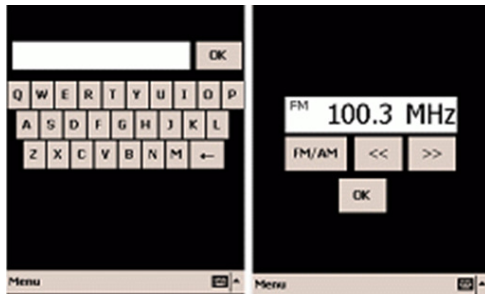 OK
Q W E R T Y U I O P
A S D F G H J K L
Z X C V B N M ←
Menu
FM 100.3 MHz
FM/AM << >>
OK
Menu